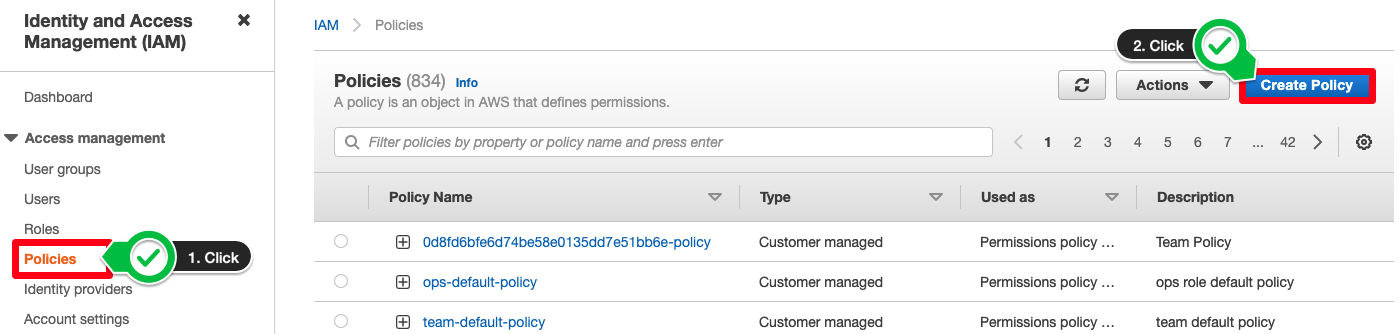 Identity and Access
Management (IAM)
Dashboard
Access management
User groups
Users
Roles
Policies
1. Click
Identity providers
Account settings
IAM > Policies
2. Click
Policies (834) Info
A policy is an object in AWS that defines permissions.
Actions
Create Policy
Filter policies by property or policy name and press enter
1 2 3 4 5 6 7 ... 42
Policy Name Type Used as Description
0d8fd6bfe6d74be58e0135dd7e51bb6e-policy Customer managed Permissions policy ... Team Policy
ops-default-policy Customer managed Permissions policy ... ops role default policy
team-default-policy Customer managed Permissions policy ... team default policy